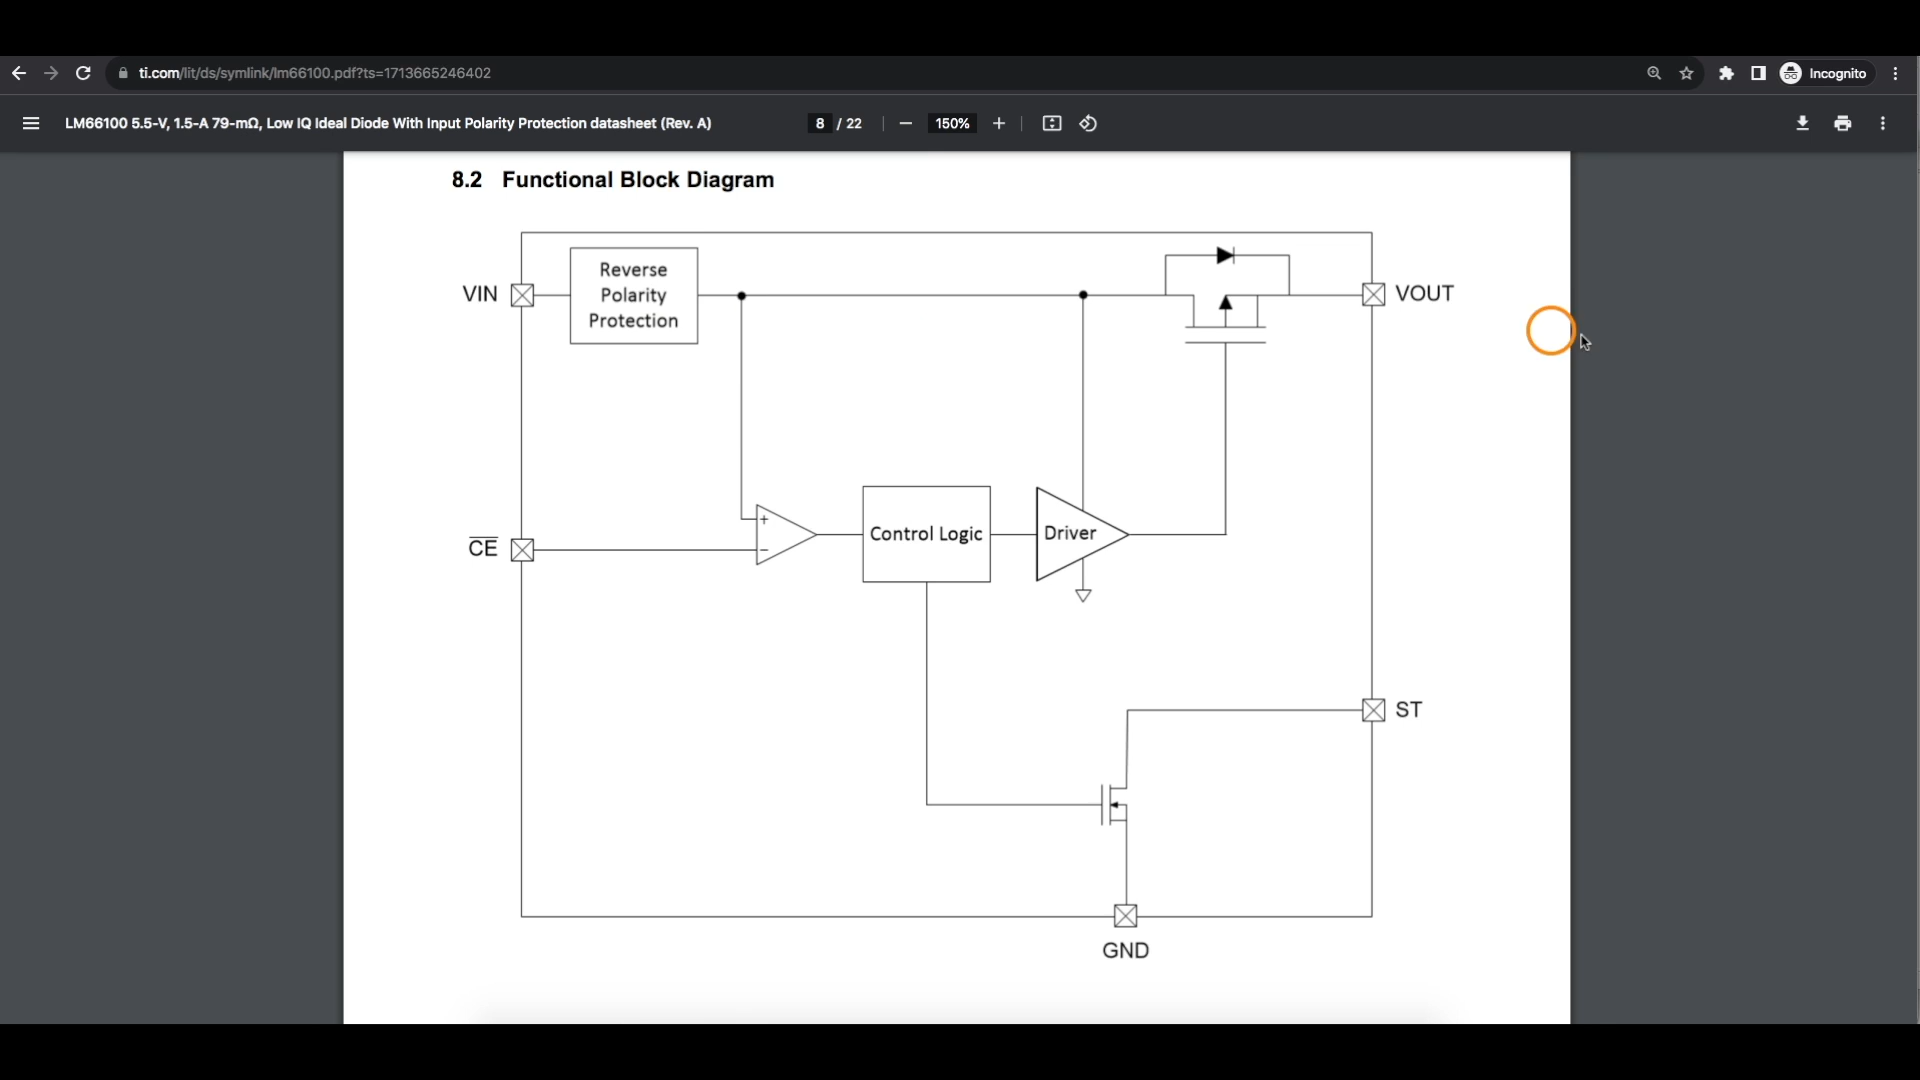 ti.com/lit/ds/symlink/lm66100.pdf?ts=1713665246402
Incognito
LM66100 5.5-V, 1.5-A 79-mΩ, Low IQ Ideal Diode With Input Polarity Protection datasheet (Rev. A)
8 / 22
150%
8.2 Functional Block Diagram
VIN
Reverse
Polarity
Protection
VOUT
CE
+
−
Control Logic
Driver
ST
GND